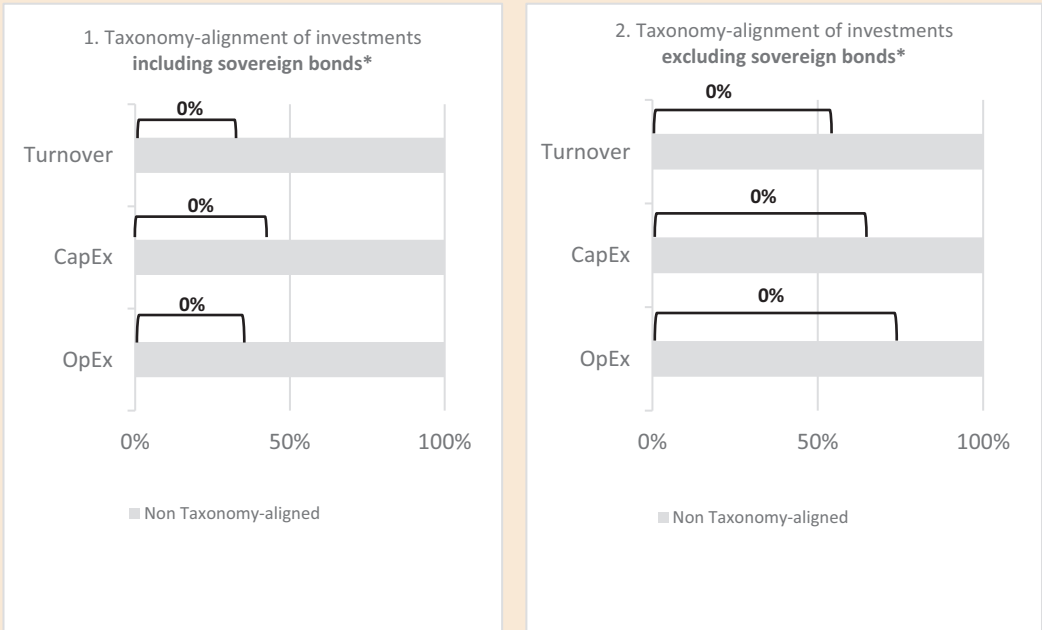 1. Taxonomy-alignment of investments
including sovereign bonds*
0%
Turnover
0%
CapEx
0%
OpEx
0% 50% 100%
Non Taxonomy-aligned
2. Taxonomy-alignment of investments
excluding sovereign bonds*
0%
Turnover
0%
CapEx
0%
OpEx
0% 50% 100%
Non Taxonomy-aligned